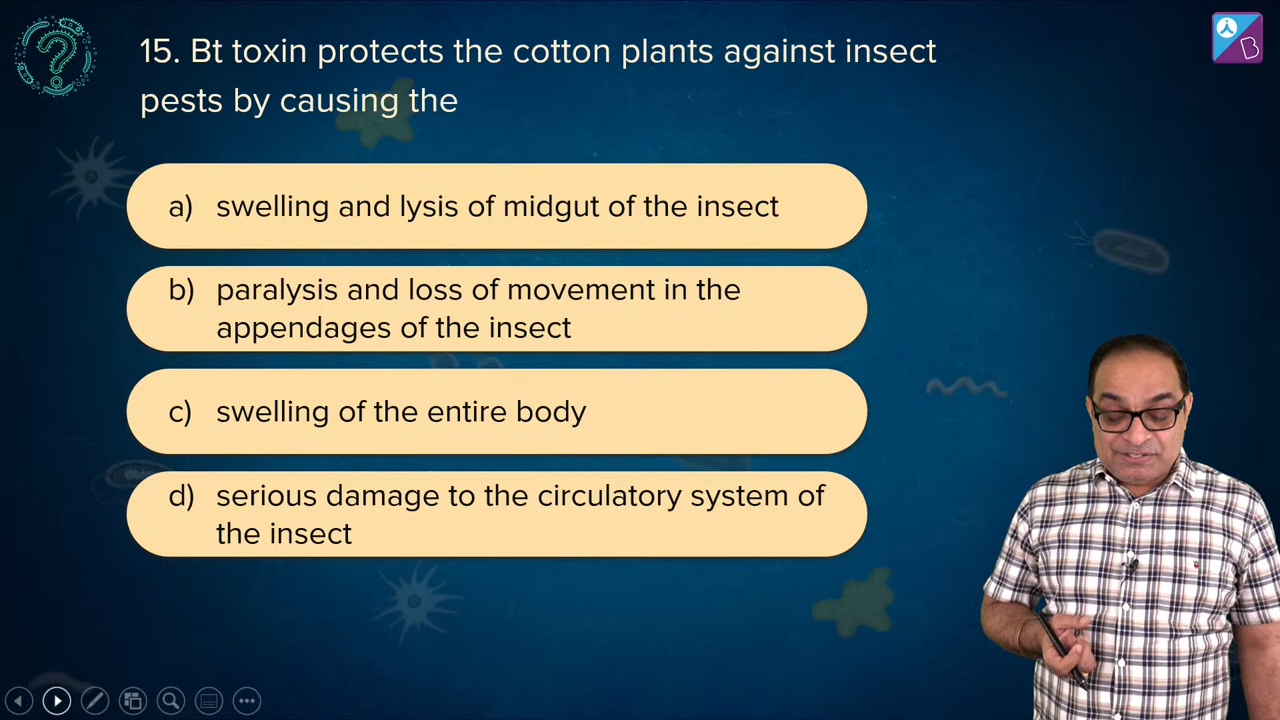 15. Bt toxin protects the cotton plants against insect
pests by causing the
a) swelling and lysis of midgut of the insect
b) paralysis and loss of movement in the
appendages of the insect
c) swelling of the entire body
d) serious damage to the circulatory system of
the insect
B